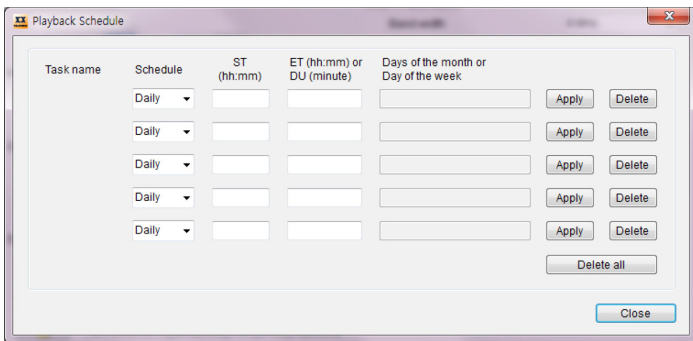 Playback Schedule
Task name
Schedule
ST
(hh:mm)
ET (hh:mm) or
DU (minute)
Days of the month or
Day of the week
Daily Apply Delete
Daily Apply Delete
Daily Apply Delete
Daily Apply Delete
Daily Apply Delete
Delete all
Close